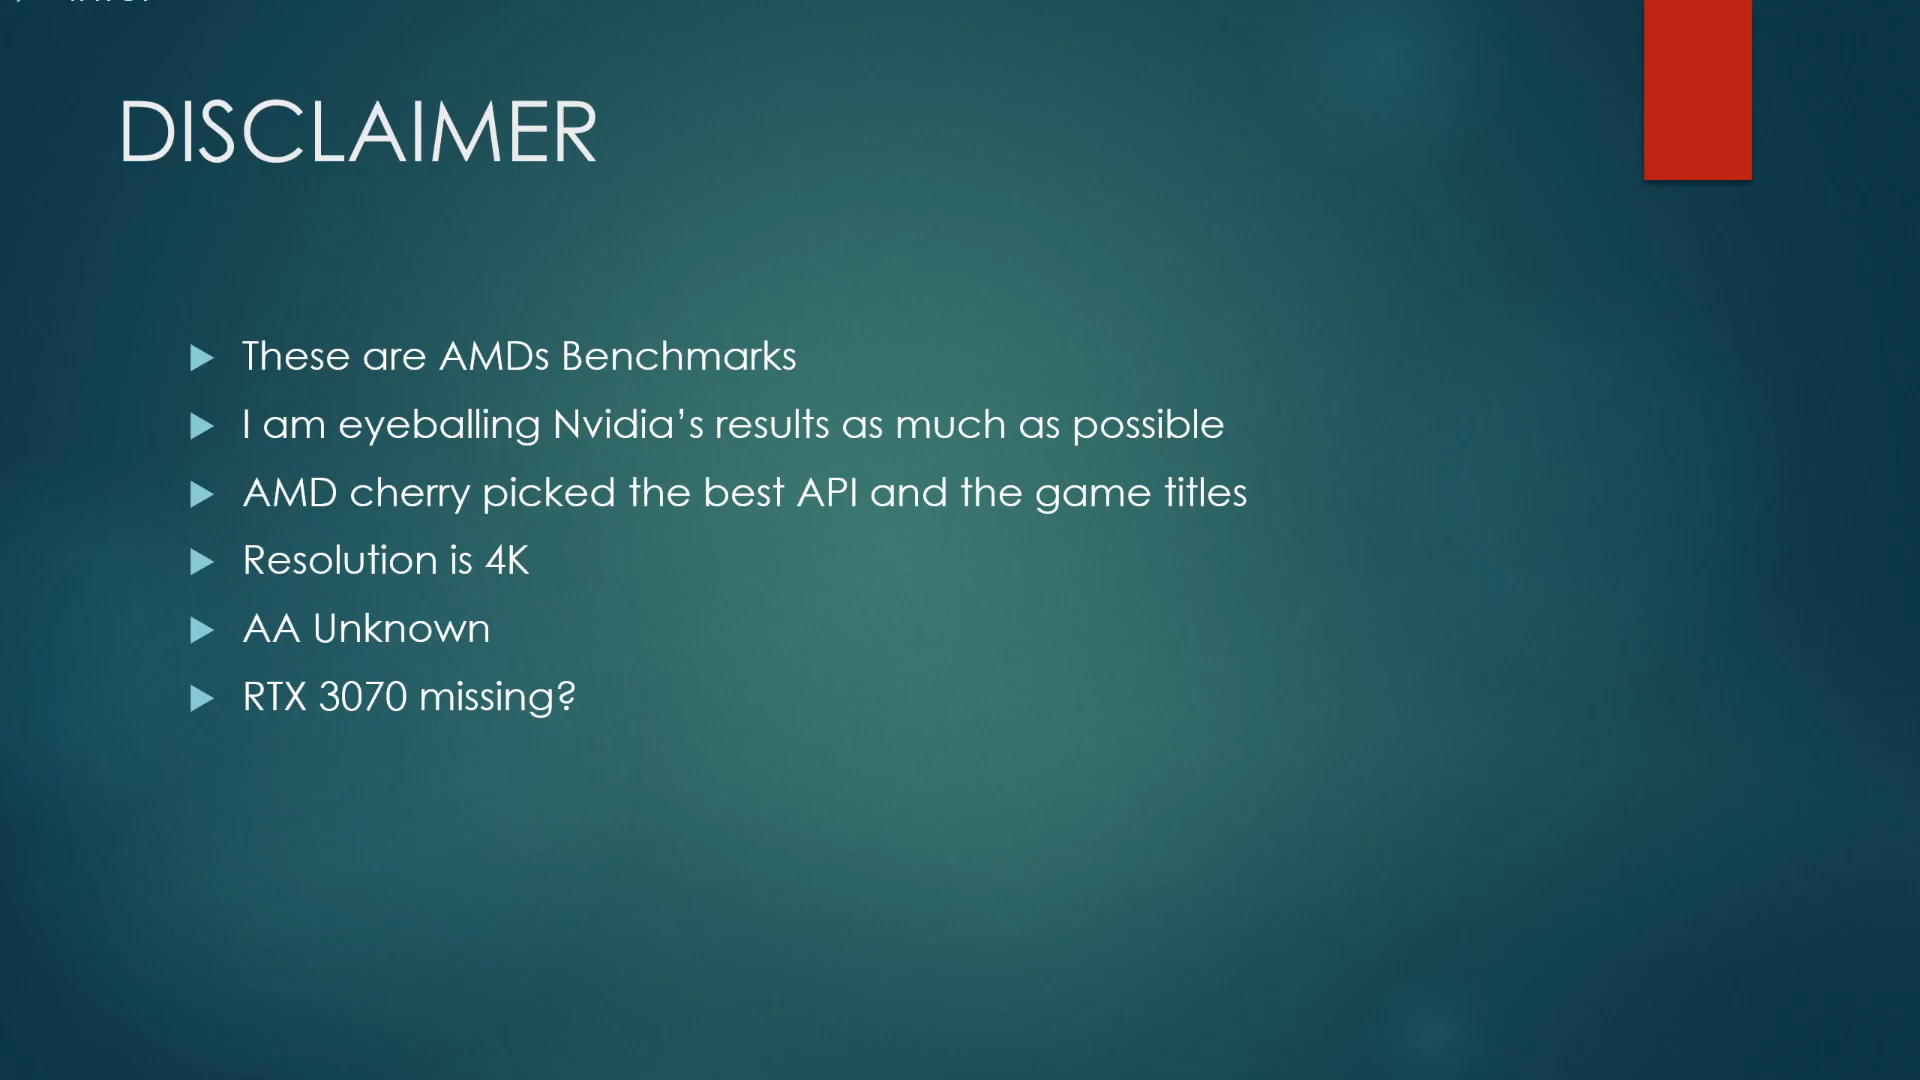 DISCLAIMER
These are AMDs Benchmarks
I am eyeballing Nvidia’s results as much as possible
AMD cherry picked the best API and the game titles
Resolution is 4K
AA Unknown
RTX 3070 missing?